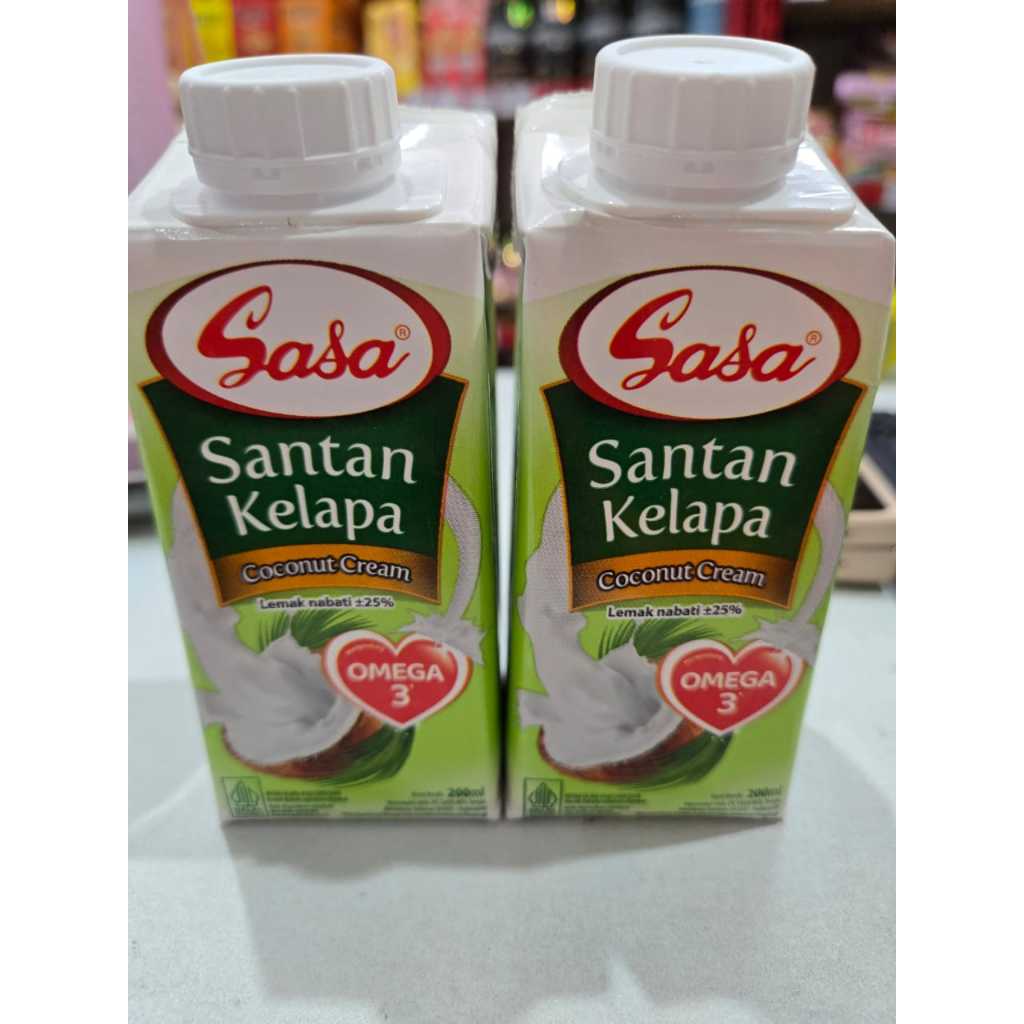 Sasa®
Santan
Kelapa
Coconut Cream
Lemak nabati ±25%
OMEGA
3
200ml
Sasa®
Santan
Kelapa
Coconut Cream
Lemak nabati ±25%
OMEGA
3
200ml